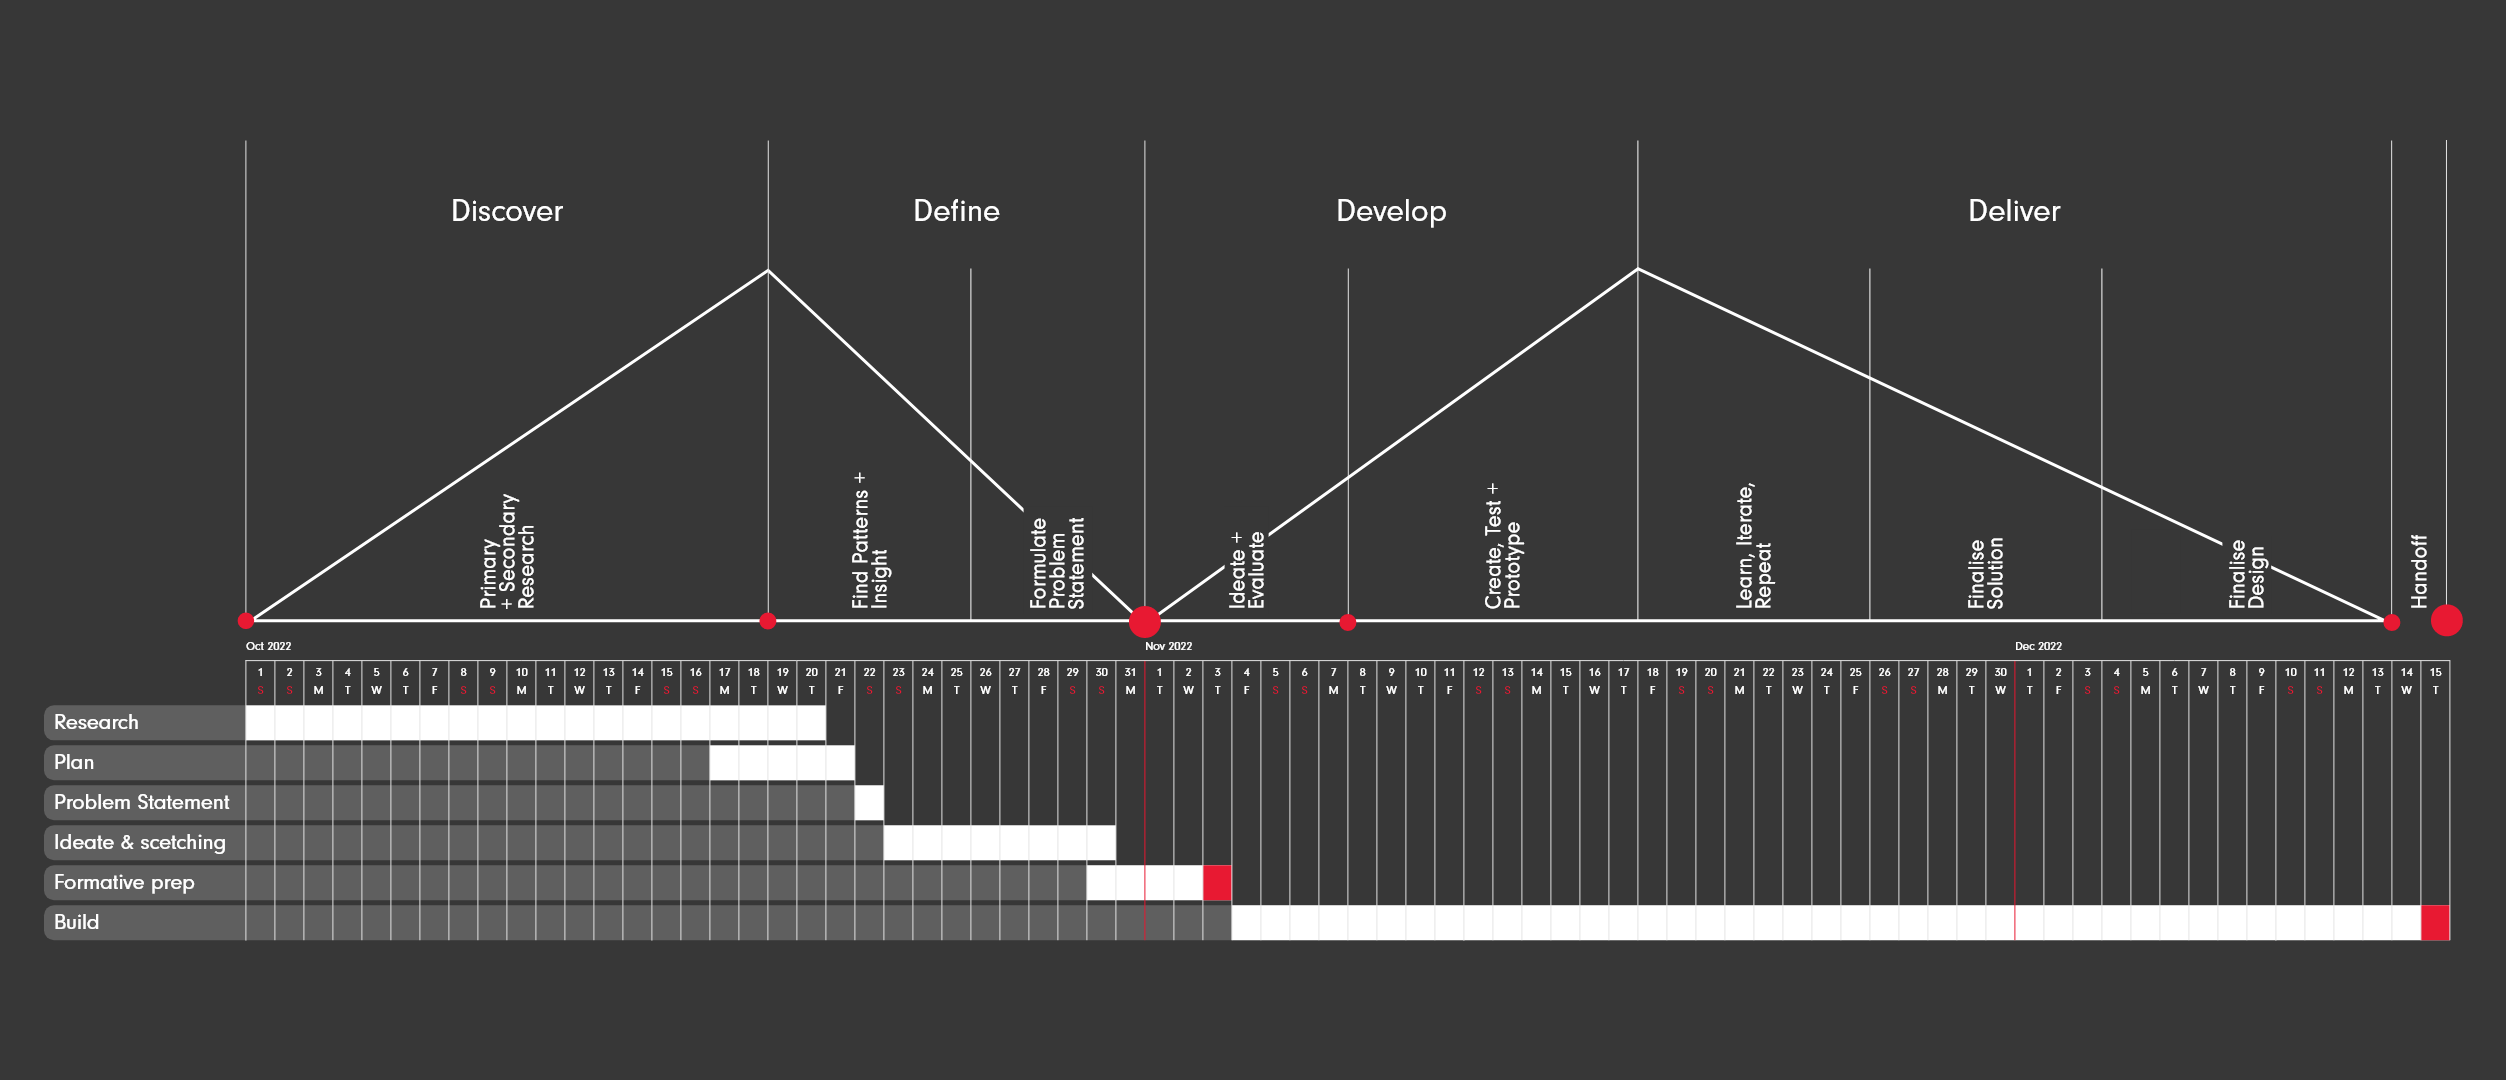 Discover Define Develop Deliver
Primary
+ Secondary
Research
Find Patterns +
Insight
Formulate
Problem
Statement
Ideate +
Evaluate
Create, Test +
Prototype
Learn, Iterate,
Repeat
Finalise
Solution
Finalise
Design
Handoff
Oct 2022 Nov 2022 Dec 2022
1 2 3 4 5 6 7 8 9 10 11 12 13 14 15 16 17 18 19 20 21 22 23 24 25 26 27 28 29 30 31 1 2 3 4 5 6 7 8 9 10 11 12 13 14 15 16 17 18 19 20 21 22 23 24 25 26 27 28 29 30 1 2 3 4 5 6 7 8 9 10 11 12 13 14 15
S S M T W T F S S M T W T F S S M T W T F S S M T W T F S S M T W T F S S M T W T F S S M T W T F S S M T W T F S S M T W T F S S M T W T F S S M T W T
Research
Plan
Problem Statement
Ideate & scetching
Formative prep
Build